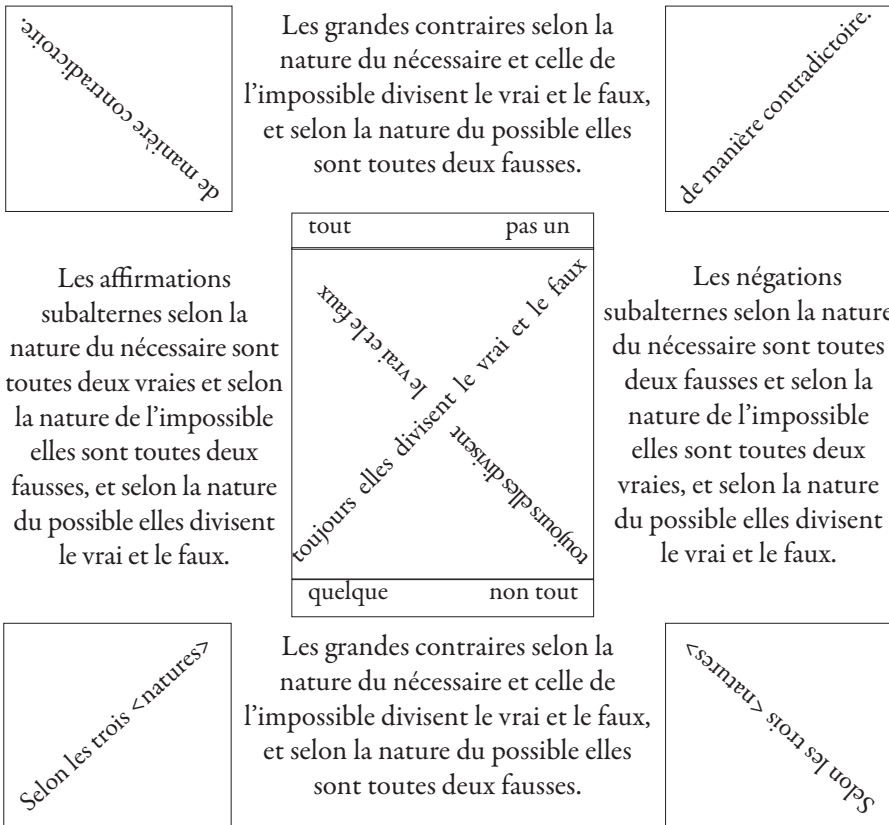 de manière contradictoire.
Les grandes contraires selon la
nature du nécessaire et celle de
l’impossible divisent le vrai et le faux,
et selon la nature du possible elles
sont toutes deux fausses.
de manière contradictoire.
Les affirmations
subalternes selon la
nature du nécessaire sont
toutes deux vraies et selon
la nature de l’impossible
elles sont toutes deux
fausses, et selon la nature
du possible elles divisent
le vrai et le faux.
tout
pas un
toujours elles divisent le vrai et le faux
toujours elles divisent le vrai et le faux
quelque
non tout
Les négations
subalternes selon la nature
du nécessaire sont toutes
deux fausses et selon la
nature de l’impossible
elles sont toutes deux
vraies, et selon la nature
du possible elles divisent
le vrai et le faux.
Selon les trois <natures>
Les grandes contraires selon la
nature du nécessaire et celle de
l’impossible divisent le vrai et le faux,
et selon la nature du possible elles
sont toutes deux fausses.
Selon les trois <natures>